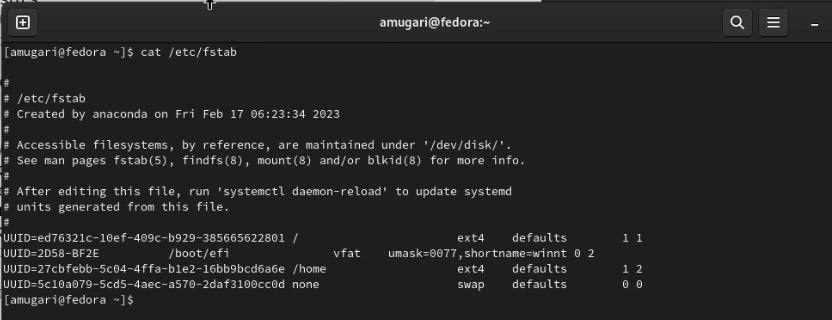 amugari@fedora:~
[amugari@fedora ~]$ cat /etc/fstab
#
# /etc/fstab
# Created by anaconda on Fri Feb 17 06:23:34 2023
#
# Accessible filesystems, by reference, are maintained under '/dev/disk/'.
# See man pages fstab(5), findfs(8), mount(8) and/or blkid(8) for more info.
#
# After editing this file, run 'systemctl daemon-reload' to update systemd
# units generated from this file.
#
UUID=ed76321c-10ef-409c-b929-385665622801 /                       ext4    defaults        1 1
UUID=2D58-BF2E          /boot/efi               vfat    umask=0077,shortname=winnt 0 2
UUID=27cbfebb-5c04-4ffa-b1e2-16bb9bcd6a6e /home                   ext4    defaults        1 2
UUID=5c10a079-5cd5-4aec-a570-2daf3100cc0d none                    swap    defaults        0 0
[amugari@fedora ~]$